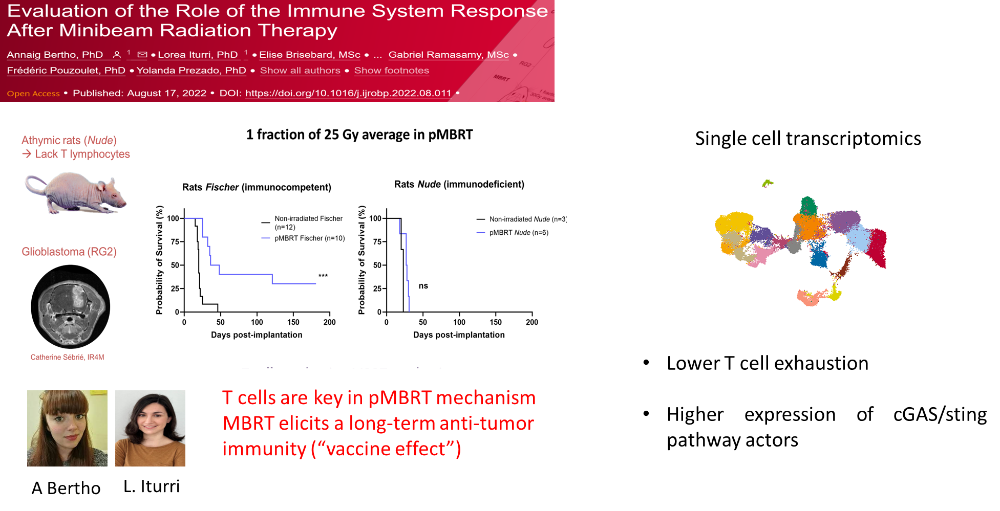 Evaluation of the Role of the Immune System Response
After Minibeam Radiation Therapy
Annaig Bertho, PhD 1 • Lorea Iturri, PhD 1 • Elise Brisebard, MSc • ... Gabriel Ramasamy, MSc •
Frédéric Pouzoulet, PhD • Yolanda Prezado, PhD • Show all authors • Show footnotes
Open Access • Published: August 17, 2022 • DOI: https://doi.org/10.1016/j.ijrobp.2022.08.011 •
RG2
MBRT
Athymic rats (Nude)
→ Lack T lymphocytes
Glioblastoma (RG2)
Catherine Sébrié, IR4M
1 fraction of 25 Gy average in pMBRT
Rats Fischer (immunocompetent)
Probability of Survival (%)
100
75
50
25
0
Non-irradiated Fischer
(n=12)
pMBRT Fischer (n=10)
***
0 50 100 150 200
Days post-implantation
Rats Nude (immunodeficient)
Probability of Survival (%)
100
75
50
25
0
Non-irradiated Nude (n=3)
pMBRT Nude (n=6)
ns
0 50 100 150 200
Days post-implantation
T cells are key in pMBRT mechanism
MBRT elicits a long-term anti-tumor
immunity (“vaccine effect”)
A Bertho
L. Iturri
Single cell transcriptomics
• Lower T cell exhaustion
• Higher expression of cGAS/sting
pathway actors